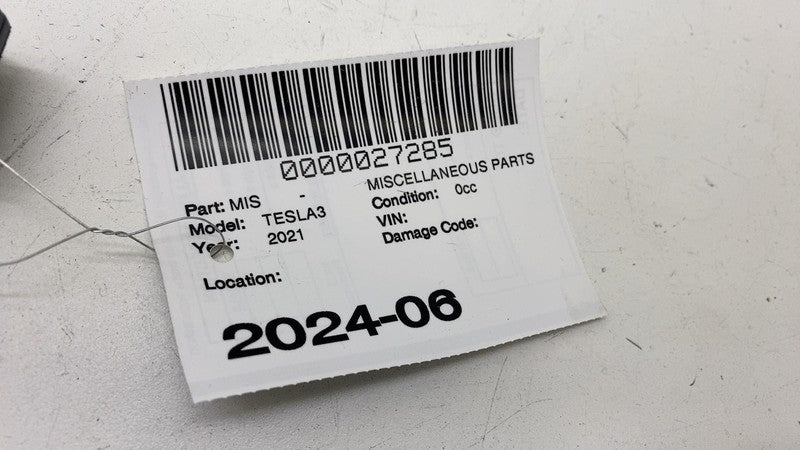 0000027285
Part: MIS - MISCELLANEOUS PARTS
Model: TESLA3 Condition: 0cc
Year: 2021 VIN:
Damage Code:
Location:
2024-06